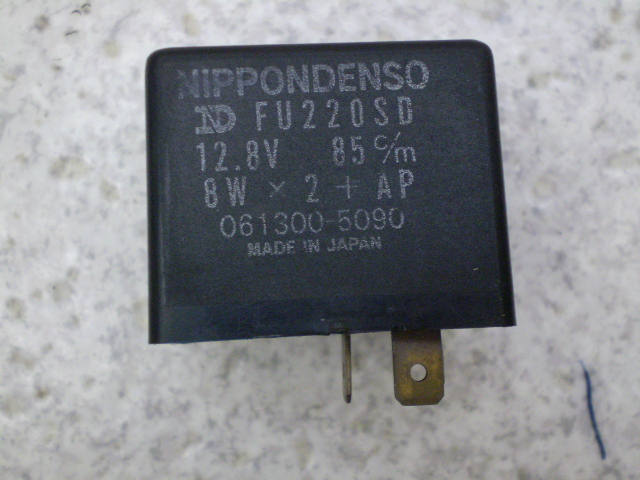 NIPPONDENSO
ND FU220SD
12.8V 85 c/m
8W × 2 + AP
061300-5090
MADE IN JAPAN